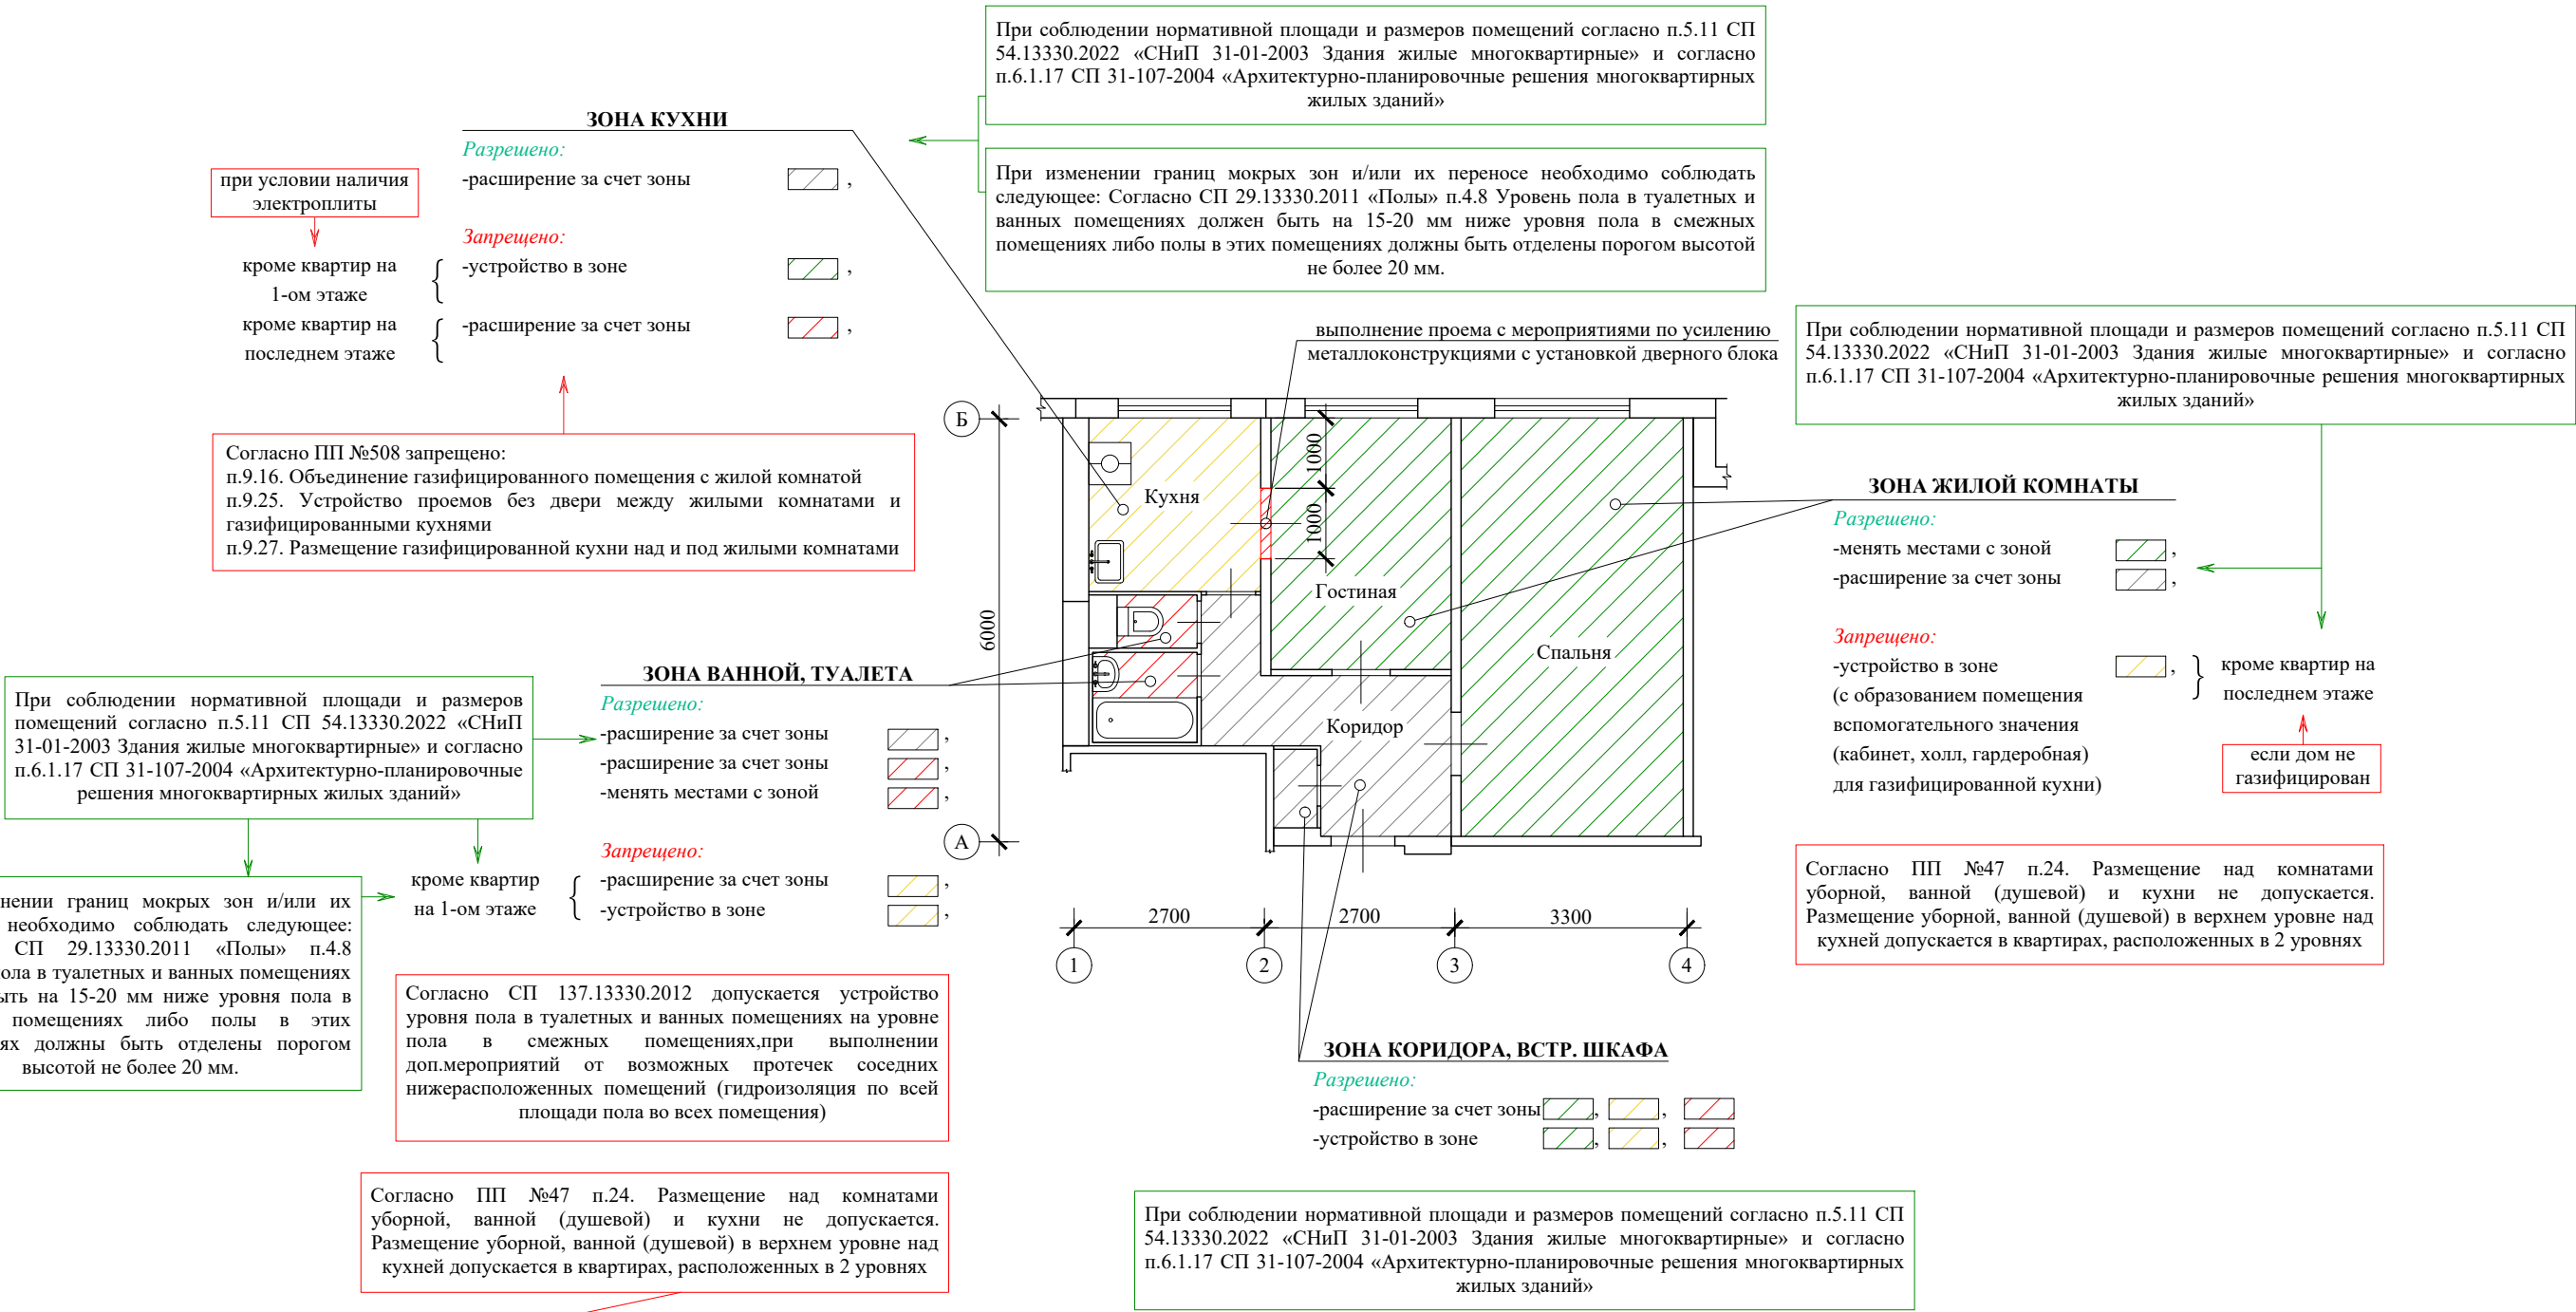 При соблюдении нормативной площади и размеров помещений согласно п.5.11 СП
54.13330.2022 «СНиП 31-01-2003 Здания жилые многоквартирные» и согласно
п.6.1.17 СП 31-107-2004 «Архитектурно-планировочные решения многоквартирных
жилых зданий»
При изменении границ мокрых зон и/или их переносе необходимо соблюдать
следующее: Согласно СП 29.13330.2011 «Полы» п.4.8 Уровень пола в туалетных и
ванных помещениях должен быть на 15-20 мм ниже уровня пола в смежных
помещениях либо полы в этих помещениях должны быть отделены порогом высотой
не более 20 мм.
ЗОНА КУХНИ
Разрешено:
-расширение за счет зоны ,
при условии наличия
электроплиты
Запрещено:
кроме квартир на
1-ом этаже
-устройство в зоне ,
кроме квартир на
последнем этаже
-расширение за счет зоны ,
Согласно ПП №508 запрещено:
п.9.16. Объединение газифицированного помещения с жилой комнатой
п.9.25. Устройство проемов без двери между жилыми комнатами и
газифицированными кухнями
п.9.27. Размещение газифицированной кухни над и под жилыми комнатами
выполнение проема с мероприятиями по усилению
металлоконструкциями с установкой дверного блока
Б
А
6000
1000
1000
Кухня
Гостиная
Спальня
Коридор
2700
2700
3300
1
2
3
4
При соблюдении нормативной площади и размеров помещений согласно п.5.11 СП
54.13330.2022 «СНиП 31-01-2003 Здания жилые многоквартирные» и согласно
п.6.1.17 СП 31-107-2004 «Архитектурно-планировочные решения многоквартирных
жилых зданий»
ЗОНА ЖИЛОЙ КОМНАТЫ
Разрешено:
-менять местами с зоной ,
-расширение за счет зоны ,
Запрещено:
-устройство в зоне ,
(с образованием помещения
вспомогательного значения
(кабинет, холл, гардеробная)
для газифицированной кухни)
кроме квартир на
последнем этаже
если дом не
газифицирован
Согласно ПП №47 п.24. Размещение над комнатами
уборной, ванной (душевой) и кухни не допускается.
Размещение уборной, ванной (душевой) в верхнем уровне над
кухней допускается в квартирах, расположенных в 2 уровнях
ЗОНА ВАННОЙ, ТУАЛЕТА
Разрешено:
-расширение за счет зоны ,
-расширение за счет зоны ,
-менять местами с зоной ,
Запрещено:
-расширение за счет зоны ,
-устройство в зоне ,
кроме квартир
на 1-ом этаже
При соблюдении нормативной площади и размеров
помещений согласно п.5.11 СП 54.13330.2022 «СНиП
31-01-2003 Здания жилые многоквартирные» и согласно
п.6.1.17 СП 31-107-2004 «Архитектурно-планировочные
решения многоквартирных жилых зданий»
нении границ мокрых зон и/или их
необходимо соблюдать следующее:
СП 29.13330.2011 «Полы» п.4.8
ола в туалетных и ванных помещениях
ыть на 15-20 мм ниже уровня пола в
помещениях либо полы в этих
ях должны быть отделены порогом
высотой не более 20 мм.
Согласно СП 137.13330.2012 допускается устройство
уровня пола в туалетных и ванных помещениях на уровне
пола в смежных помещениях,при выполнении
доп.мероприятий от возможных протечек соседних
нижерасположенных помещений (гидроизоляция по всей
площади пола во всех помещения)
Согласно ПП №47 п.24. Размещение над комнатами
уборной, ванной (душевой) и кухни не допускается.
Размещение уборной, ванной (душевой) в верхнем уровне над
кухней допускается в квартирах, расположенных в 2 уровнях
ЗОНА КОРИДОРА, ВСТР. ШКАФА
Разрешено:
-расширение за счет зоны , ,
-устройство в зоне , ,
При соблюдении нормативной площади и размеров помещений согласно п.5.11 СП
54.13330.2022 «СНиП 31-01-2003 Здания жилые многоквартирные» и согласно
п.6.1.17 СП 31-107-2004 «Архитектурно-планировочные решения многоквартирных
жилых зданий»